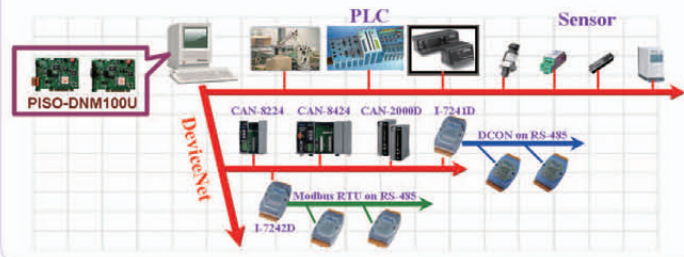 PLC
Sensor
PISO-DNM100U
CAN-8224
CAN-8424
CAN-2000D
I-7241D
DCON on RS-485
DeviceNet
Modbus RTU on RS-485
I-7242D